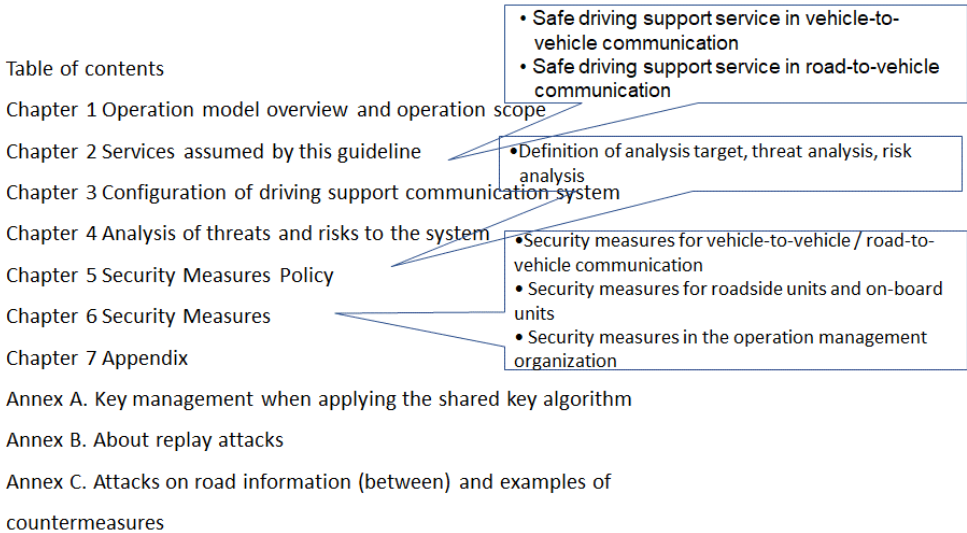 Table of contents
Chapter 1 Operation model overview and operation scope
Chapter 2 Services assumed by this guideline
Chapter 3 Configuration of driving support communication system
Chapter 4 Analysis of threats and risks to the system
Chapter 5 Security Measures Policy
Chapter 6 Security Measures
Chapter 7 Appendix
Annex A. Key management when applying the shared key algorithm
Annex B. About replay attacks
Annex C. Attacks on road information (between) and examples of
countermeasures
• Safe driving support service in vehicle-to-
vehicle communication
• Safe driving support service in road-to-vehicle
communication
•Definition of analysis target, threat analysis, risk
analysis
•Security measures for vehicle-to-vehicle / road-to-
vehicle communication
• Security measures for roadside units and on-board
units
• Security measures in the operation management
organization